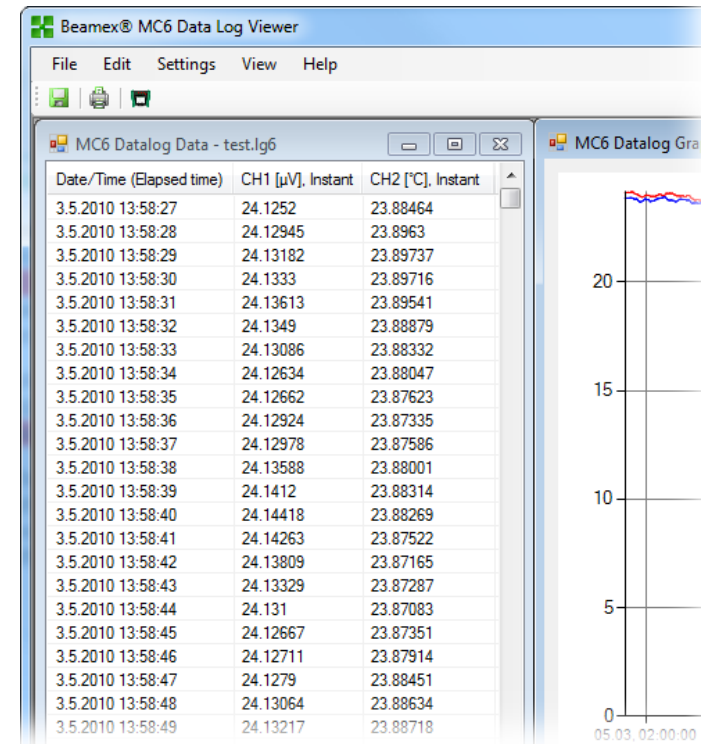 Beamex® MC6 Data Log Viewer
File Edit Settings View Help
MC6 Datalog Data - test.lg6
Date/Time (Elapsed time) CH1 [µV], Instant CH2 [°C], Instant
3.5.2010 13:58:27 24.1252 23.88464
3.5.2010 13:58:28 24.12945 23.8963
3.5.2010 13:58:29 24.13182 23.89737
3.5.2010 13:58:30 24.1333 23.89716
3.5.2010 13:58:31 24.13613 23.89541
3.5.2010 13:58:32 24.1349 23.88879
3.5.2010 13:58:33 24.13086 23.88332
3.5.2010 13:58:34 24.12634 23.88047
3.5.2010 13:58:35 24.12662 23.87623
3.5.2010 13:58:36 24.12924 23.87335
3.5.2010 13:58:37 24.12978 23.87586
3.5.2010 13:58:38 24.13588 23.88001
3.5.2010 13:58:39 24.1412 23.88314
3.5.2010 13:58:40 24.14418 23.88269
3.5.2010 13:58:41 24.14263 23.87522
3.5.2010 13:58:42 24.13809 23.87165
3.5.2010 13:58:43 24.13329 23.87287
3.5.2010 13:58:44 24.131 23.87083
3.5.2010 13:58:45 24.12667 23.87351
3.5.2010 13:58:46 24.12711 23.87914
3.5.2010 13:58:47 24.1279 23.88451
3.5.2010 13:58:48 24.13064 23.88634
3.5.2010 13:58:49 24.13217 23.88718
MC6 Datalog Gra
20
15
10
5
0
05.03, 02:00:00